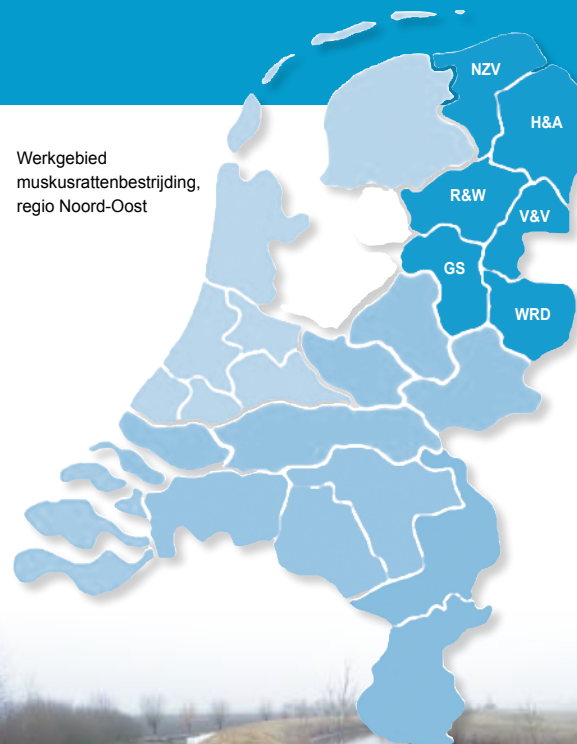 Werkgebied
muskusrattenbestrijding,
regio Noord-Oost
NZV
H&A
R&W
V&V
GS
WRD